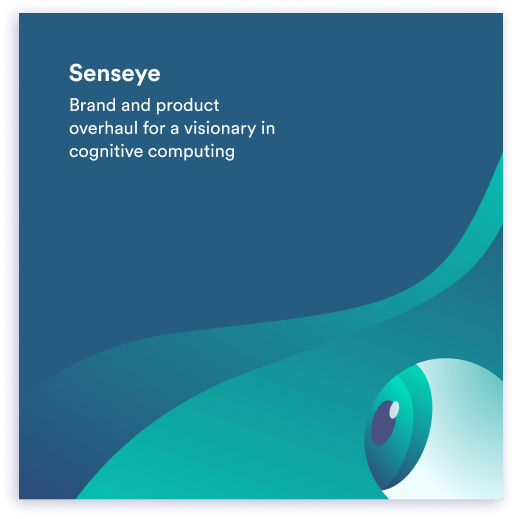 Senseye
Brand and product
overhaul for a visionary in
cognitive computing